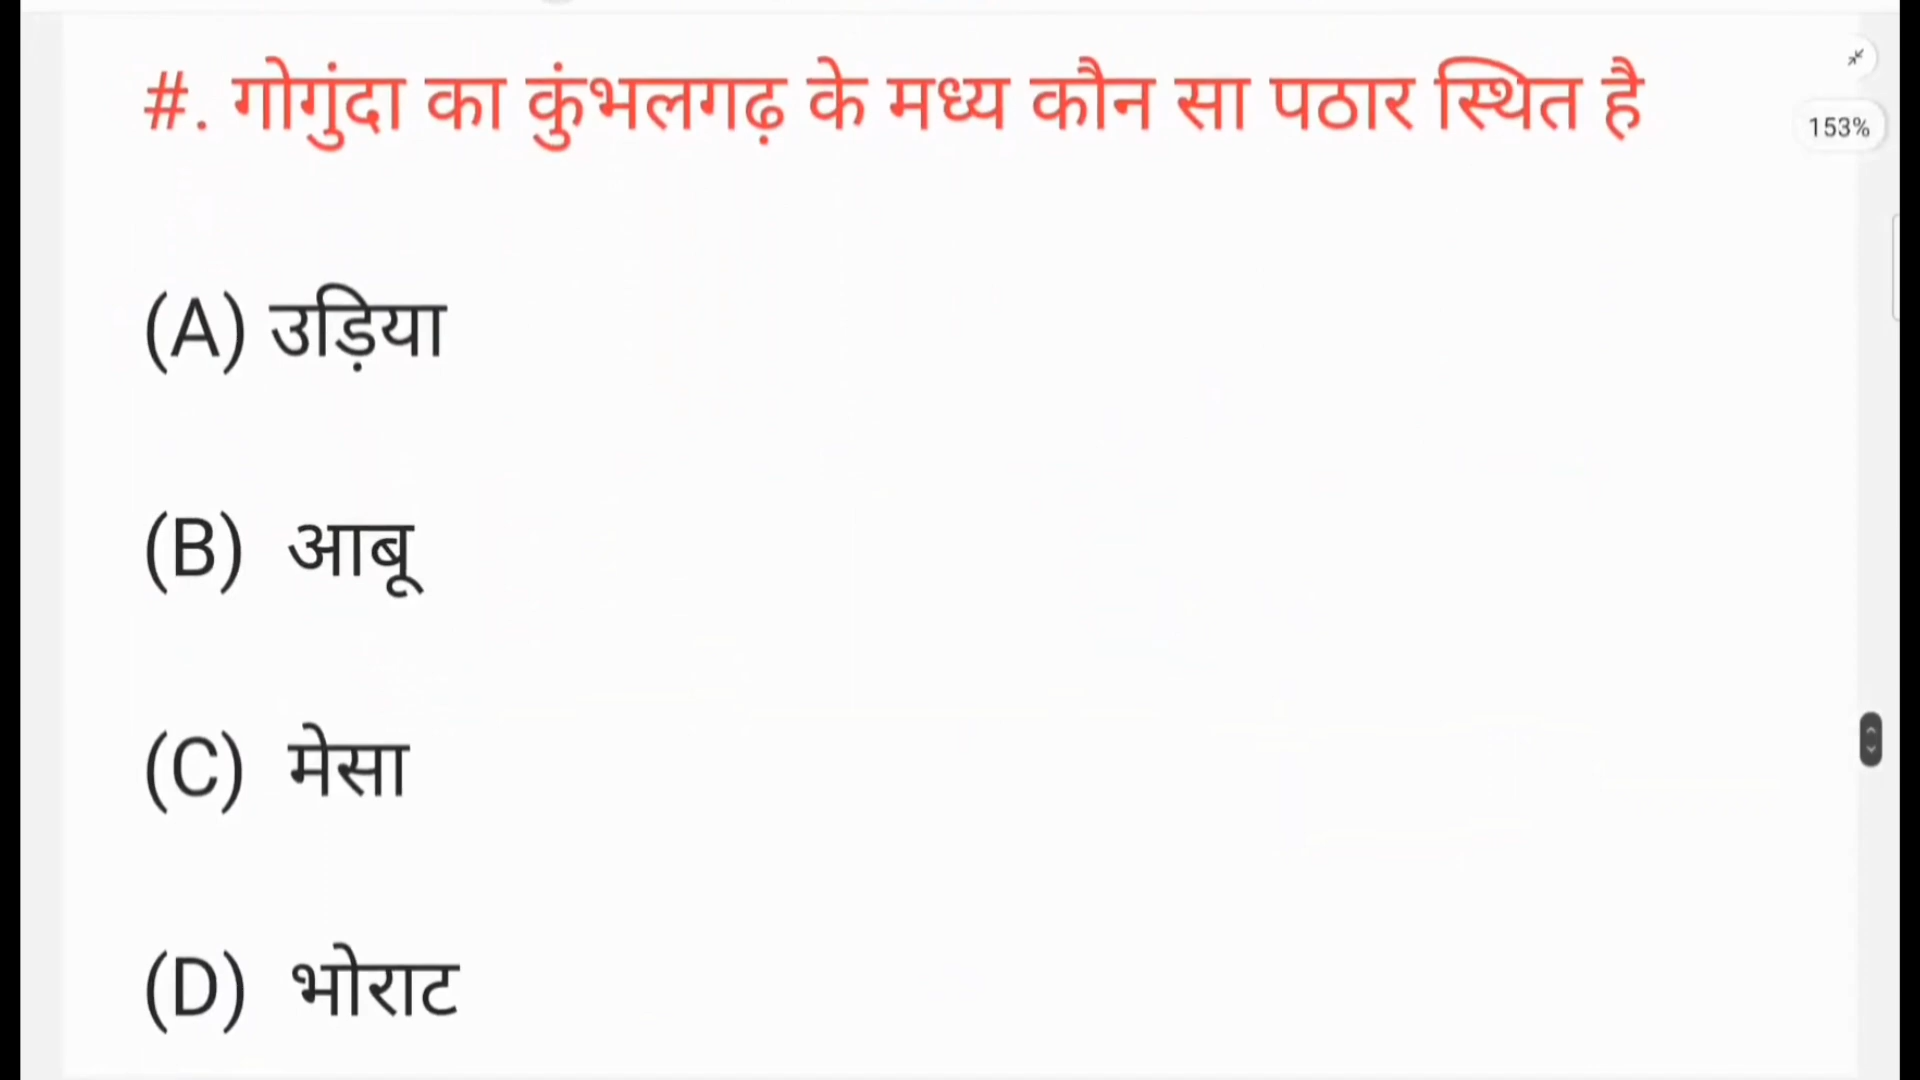 #. गोगुंदा का कुंभलगढ़ के मध्य कौन सा पठार स्थित है
153%
(A) उड़िया
(B) आबू
(C) मेसा
(D) भोराट